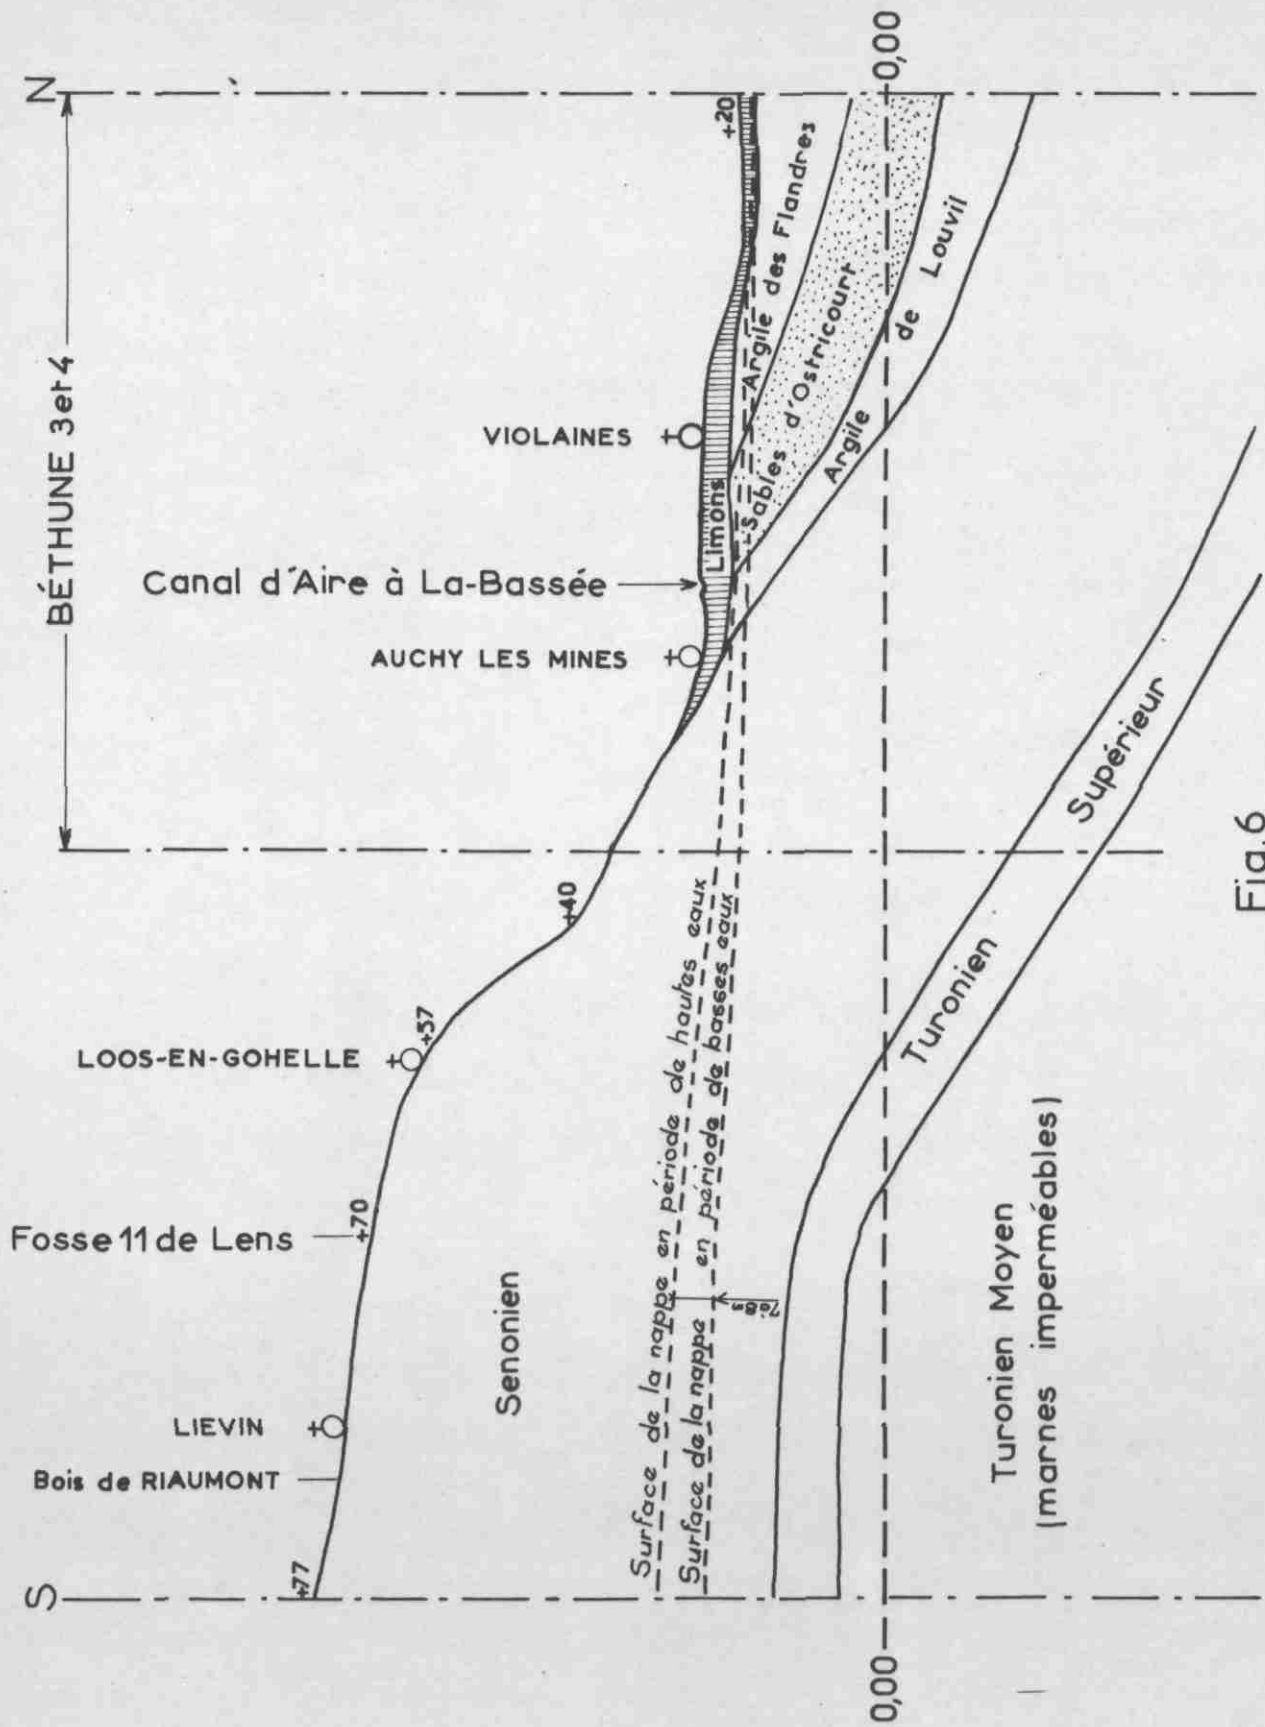 S
N
BÉTHUNE 3et4
+77
Bois de RIAUMONT
LIEVIN
Fosse 11 de Lens
+70
LOOS-EN-GOHELLE
+57
+40
AUCHY LES MINES
Canal d'Aire à La-Bassée
VIOLAINES
+20
Limons
Argile des Flandres
Sables d'Ostricourt
Argile de Louvil
Senonien
Surface de la nappe en période de hautes eaux
Surface de la nappe en période de basses eaux
7à8m
0,00
0,00
Turonien Supérieur
Turonien Moyen
(marnes imperméables)
Fig.6